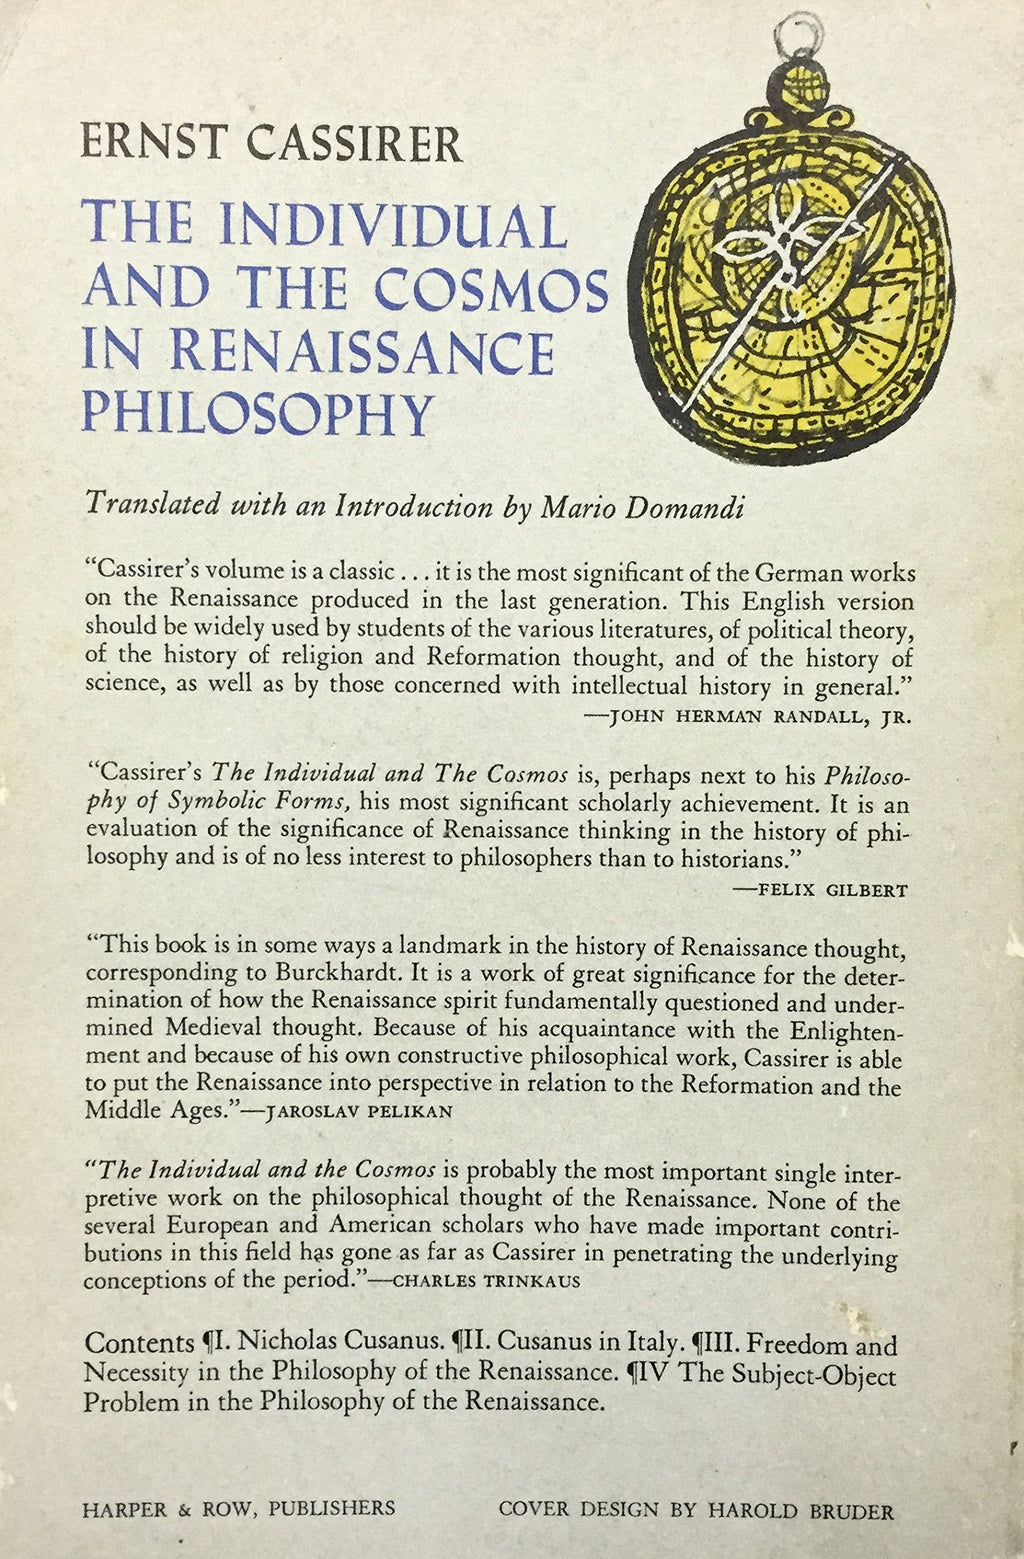 ERNST CASSIRER
THE INDIVIDUAL
AND THE COSMOS
IN RENAISSANCE
PHILOSOPHY
Translated with an Introduction by Mario Domandi
“Cassirer’s volume is a classic . . . it is the most significant of the German works
on the Renaissance produced in the last generation. This English version
should be widely used by students of the various literatures, of political theory,
of the history of religion and Reformation thought, and of the history of
science, as well as by those concerned with intellectual history in general.”
—JOHN HERMAN RANDALL, JR.
“Cassirer’s The Individual and The Cosmos is, perhaps next to his Philoso-
phy of Symbolic Forms, his most significant scholarly achievement. It is an
evaluation of the significance of Renaissance thinking in the history of phi-
losophy and is of no less interest to philosophers than to historians.”
—FELIX GILBERT
“This book is in some ways a landmark in the history of Renaissance thought,
corresponding to Burckhardt. It is a work of great significance for the deter-
mination of how the Renaissance spirit fundamentally questioned and under-
mined Medieval thought. Because of his acquaintance with the Enlighten-
ment and because of his own constructive philosophical work, Cassirer is able
to put the Renaissance into perspective in relation to the Reformation and the
Middle Ages.”—JAROSLAV PELIKAN
“The Individual and the Cosmos is probably the most important single inter-
pretive work on the philosophical thought of the Renaissance. None of the
several European and American scholars who have made important contri-
butions in this field has gone as far as Cassirer in penetrating the underlying
conceptions of the period.”—CHARLES TRINKAUS
Contents ¶I. Nicholas Cusanus. ¶II. Cusanus in Italy. ¶III. Freedom and
Necessity in the Philosophy of the Renaissance. ¶IV The Subject-Object
Problem in the Philosophy of the Renaissance.
HARPER & ROW, PUBLISHERS
COVER DESIGN BY HAROLD BRUDER